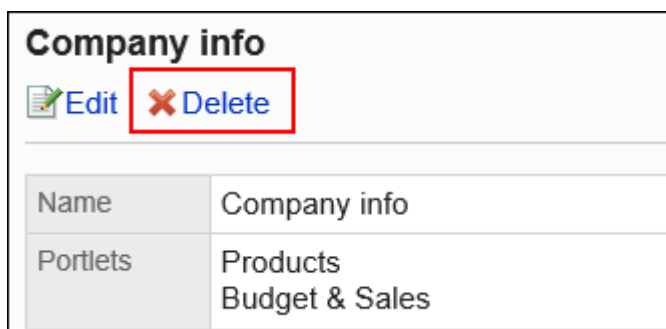 Company info
Edit Delete
Name Company info
Portlets Products
Budget & Sales